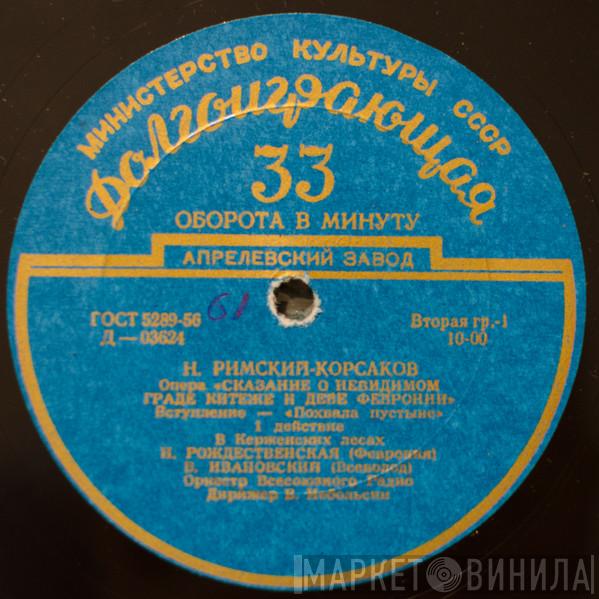 МИНИСТЕРСТВО КУЛЬТУРЫ СССР
Долгоиграющая
33
ОБОРОТА В МИНУТУ
АПРЕЛЕВСКИЙ ЗАВОД
ГОСТ 5289-56
61
Вторая гр.-1
Д — 03624
10-00
Н. РИМСКИЙ-КОРСАКОВ
Опера «СКАЗАНИЕ О НЕВИДИМОМ
ГРАДЕ КИТЕЖЕ И ДЕВЕ ФЕВРОНИИ»
Вступление — «Похвала пустыне»
1 действие
В Керженских лесах
Н. РОЖДЕСТВЕНСКАЯ (Феврония)
В. ИВАНОВСКИЙ (Всеволод)
Оркестр Всесоюзного Радио
Дирижер В. Небольсин
МАРКЕТ ВИНИЛА